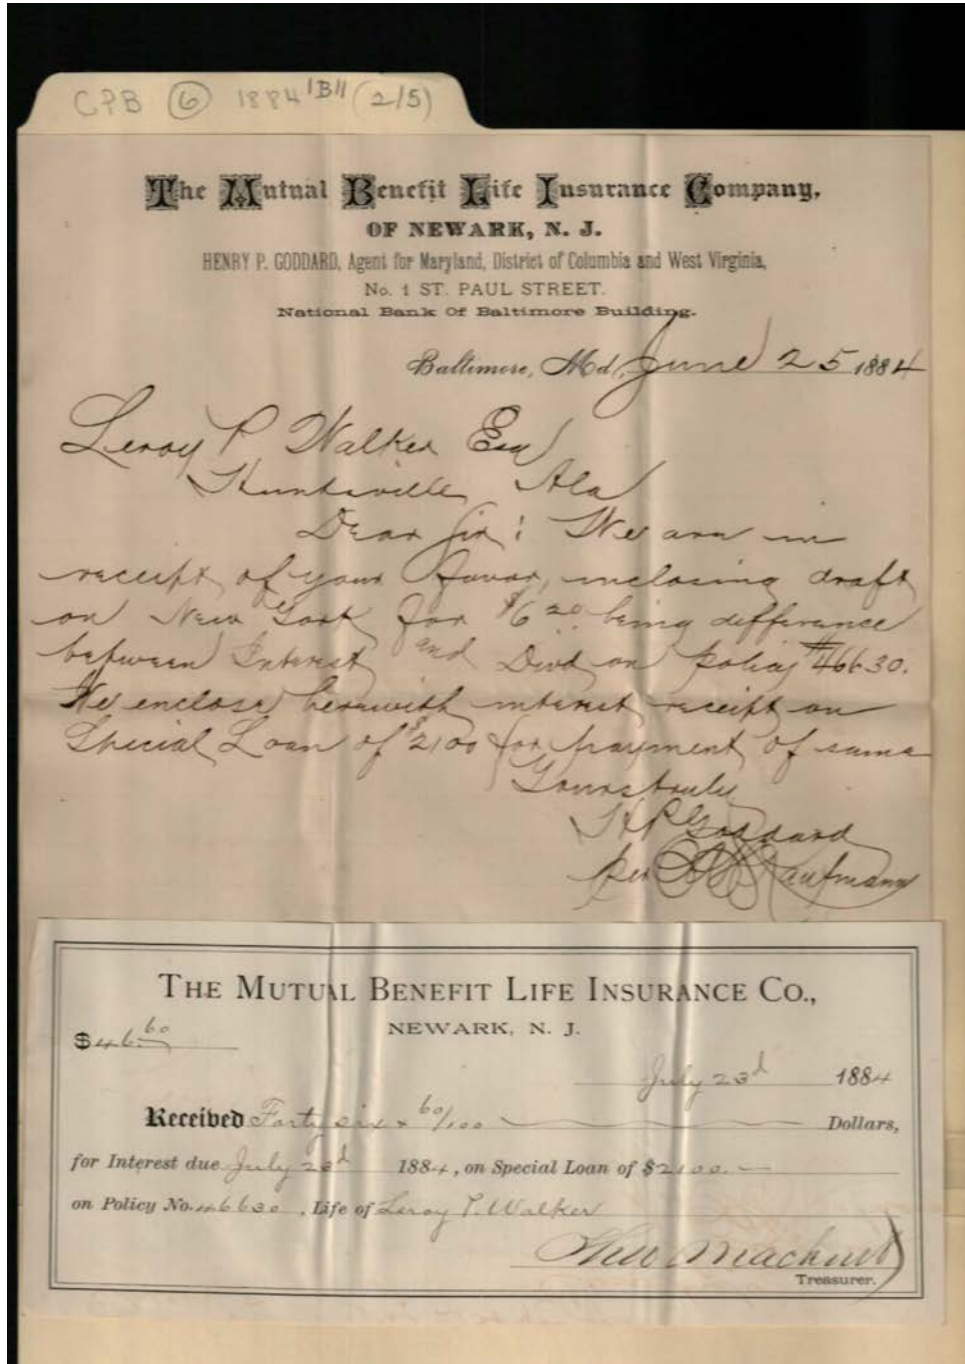 CPB 6 1884 "B" (2/5)
The Mutual Benefit Life Insurance Company,
OF NEWARK, N. J.
HENRY P. GODDARD, Agent for Maryland, District of Columbia and West Virginia,
No. 1 ST. PAUL STREET.
National Bank Of Baltimore Building.
Baltimore, Md. June 25 1884
Leroy P Walker Esq
Huntsville Ala
Dear Sir: We are in
receipt of your favor, inclosing draft
on New York for $6 20 being difference
between Interest and Divd on policy #46630.
We enclose herewith interest receipt on
Special Loan of $2100 for payment of same
Yours truly
H P Goddard
per Kaufmann
THE MUTUAL BENEFIT LIFE INSURANCE CO.,
NEWARK, N. J.
$46 60
July 23d 1884
Received Forty six & 60/100 Dollars,
for Interest due July 23d 1884, on Special Loan of $2100.—
on Policy No. 46630, Life of Leroy P. Walker
Treasurer.